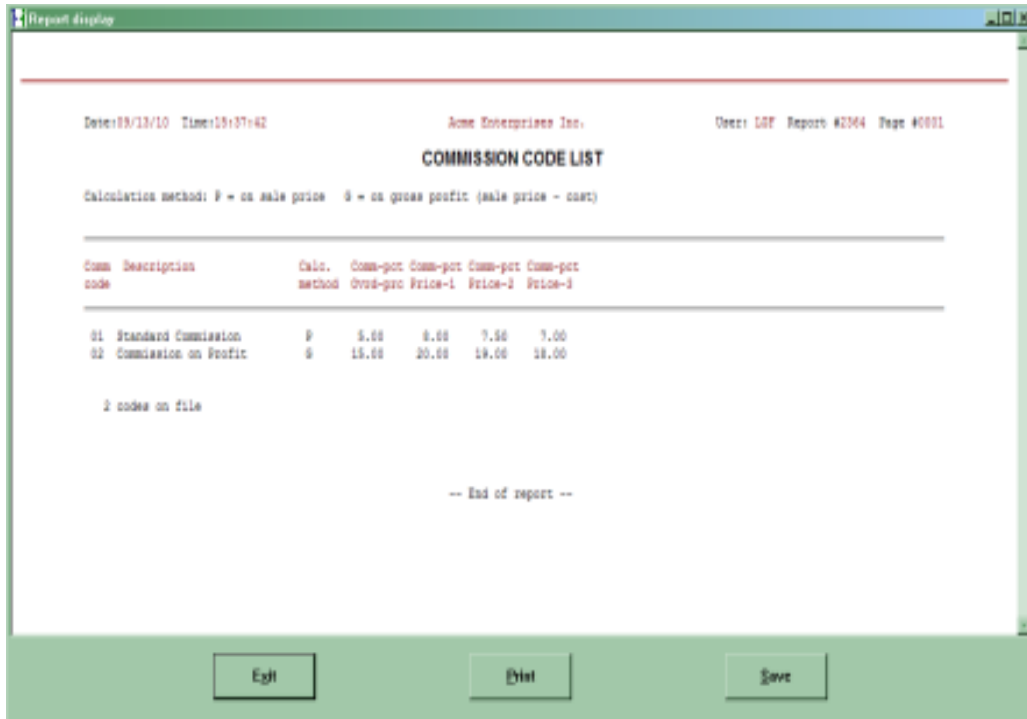 Report display
Date:09/13/10 Time:15:37:42 Acme Enterprises Inc. User: LGF Report #2364 Page #0001
COMMISSION CODE LIST
Calculation method: P = on sale price G = on gross profit (sale price - cost)
Comm Description Calc. Comm-pct Comm-pct Comm-pct Comm-pct
code method Ovrd-prc Price-1 Price-2 Price-3
01 Standard Commission P 5.00 8.00 7.50 7.00
02 Commission on Profit G 15.00 20.00 19.00 18.00
2 codes on file
-- End of report --
Exit Print Save